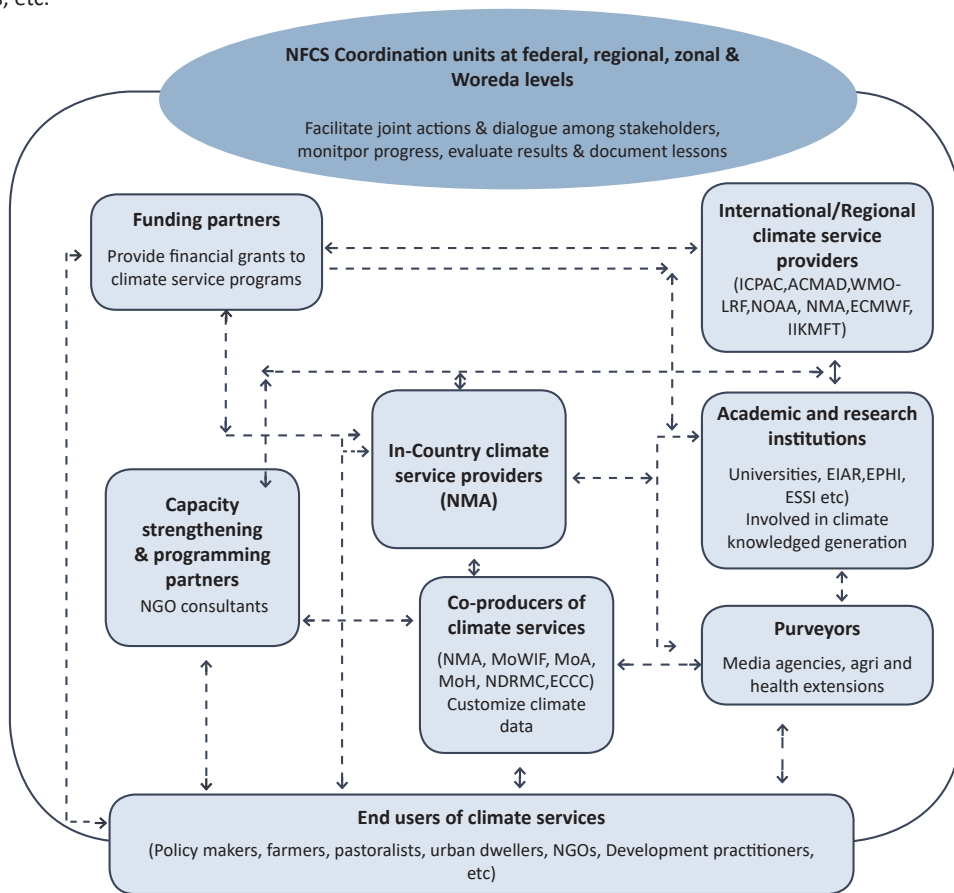 NFCS Coordination units at federal, regional, zonal &
Woreda levels
Facilitate joint actions & dialogue among stakeholders,
monitpor progress, evaluate results & document lessons
Funding partners
Provide financial grants to
climate service programs
International/Regional
climate service
providers
(ICPAC,ACMAD,WMO-
LRF,NOAA, NMA,ECMWF,
IIKMFT)
In-Country climate
service providers
(NMA)
Academic and research
institutions
Universities, EIAR,EPHI,
ESSI etc)
Involved in climate
knowledged generation
Capacity
strengthening
& programming
partners
NGO consultants
Co-producers of
climate services
(NMA, MoWIF, MoA,
MoH, NDRMC,ECCC)
Customize climate
data
Purveyors
Media agencies, agri and
health extensions
End users of climate services
(Policy makers, farmers, pastoralists, urban dwellers, NGOs, Development practitioners,
etc)